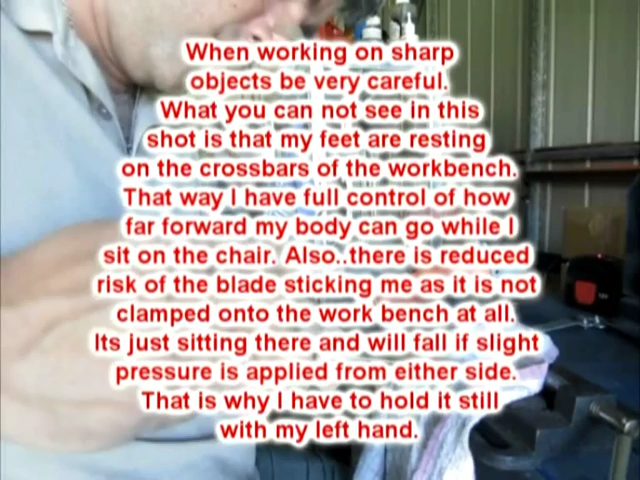 When working on sharp
objects be very careful.
What you can not see in this
shot is that my feet are resting
on the crossbars of the workbench.
That way I have full control of how
far forward my body can go while I
sit on the chair. Also..there is reduced
risk of the blade sticking me as it is not
clamped onto the work bench at all.
Its just sitting there and will fall if slight
pressure is applied from either side.
That is why I have to hold it still
with my left hand.